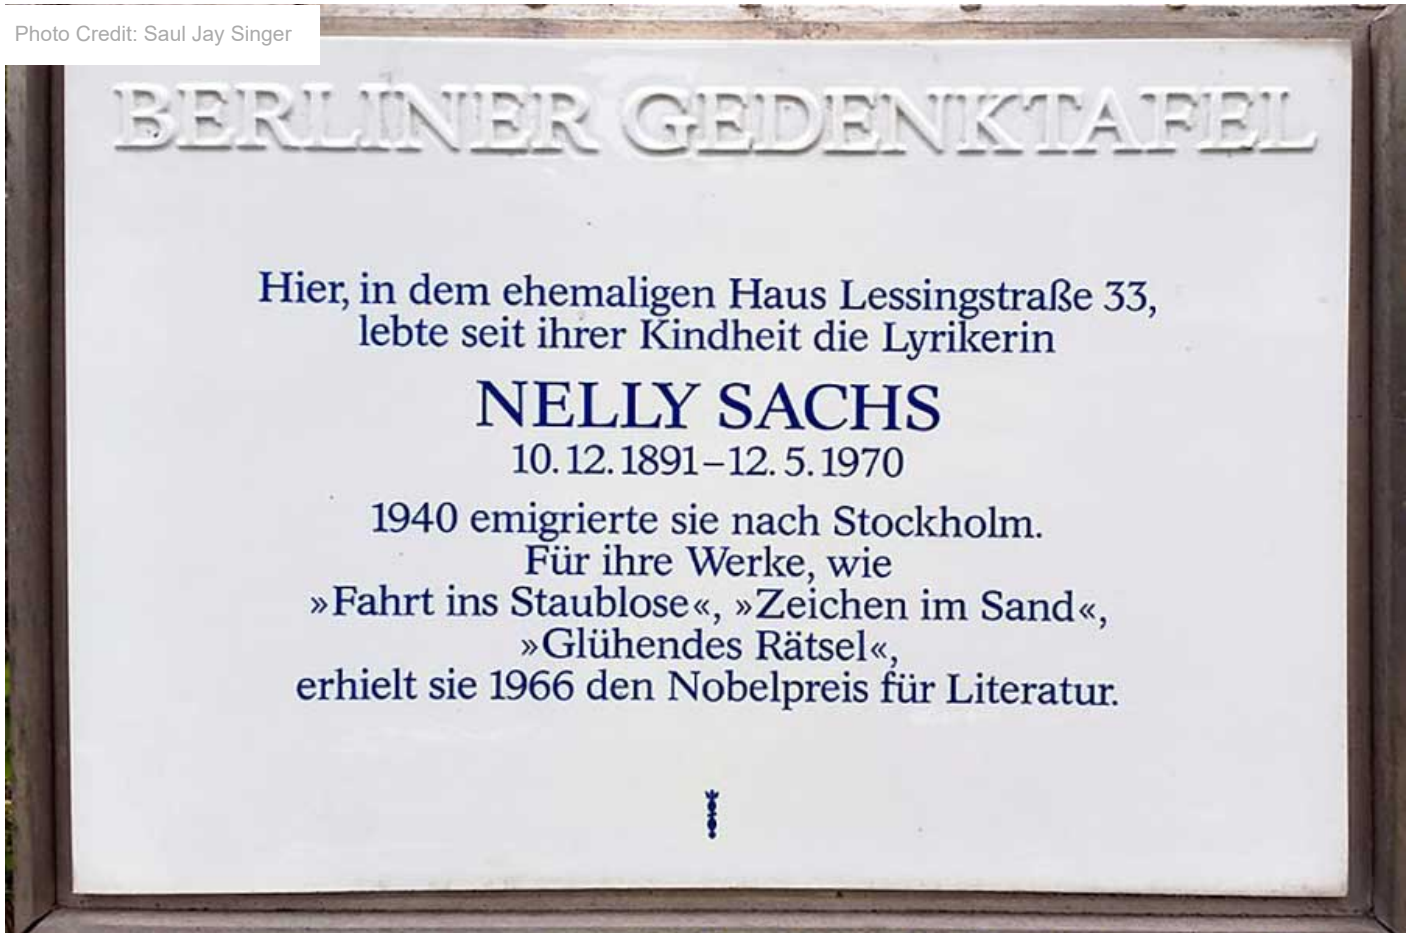 Photo Credit: Saul Jay Singer
BERLINER GEDENKTAFEL
Hier, in dem ehemaligen Haus Lessingstraße 33,
lebte seit ihrer Kindheit die Lyrikerin
NELLY SACHS
10. 12. 1891–12. 5. 1970
1940 emigrierte sie nach Stockholm.
Für ihre Werke, wie
»Fahrt ins Staublose«, »Zeichen im Sand«,
»Glühendes Rätsel«,
erhielt sie 1966 den Nobelpreis für Literatur.